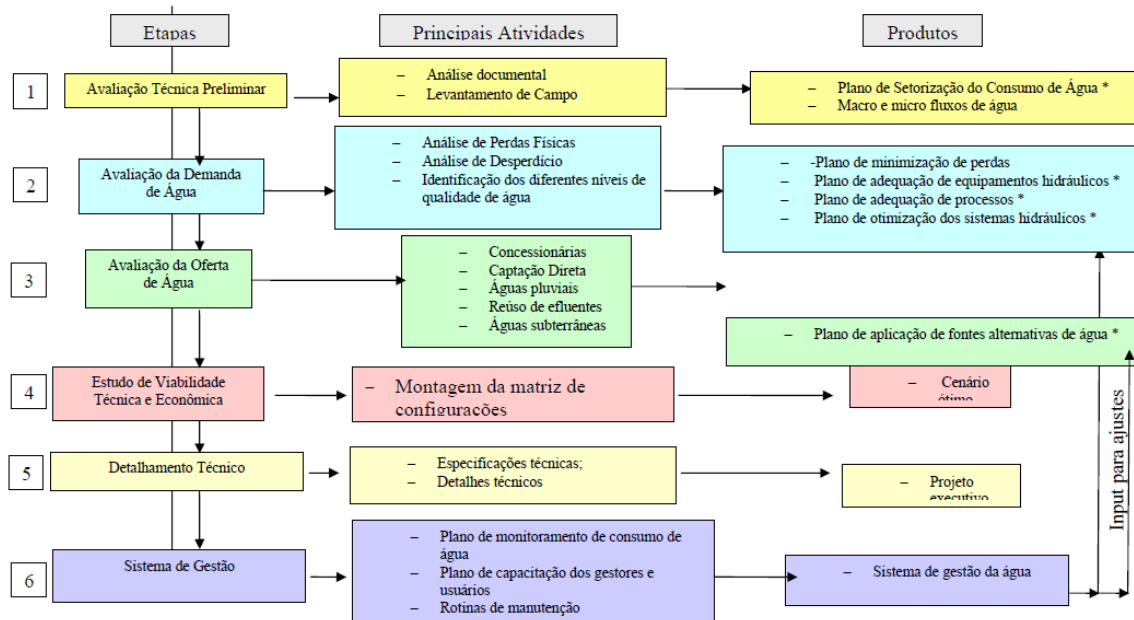 Etapas
Principais Atividades
Produtos
1
Avaliação Técnica Preliminar
– Análise documental
– Levantamento de Campo
– Plano de Setorização do Consumo de Água *
– Macro e micro fluxos de água
2
Avaliação da Demanda
de Água
– Análise de Perdas Físicas
– Análise de Desperdício
– Identificação dos diferentes níveis de
qualidade de água
– -Plano de minimização de perdas
– Plano de adequação de equipamentos hidráulicos *
– Plano de adequação de processos *
– Plano de otimização dos sistemas hidráulicos *
3
Avaliação da Oferta
de Água
– Concessionárias
– Captação Direta
– Águas pluviais
– Reúso de efluentes
– Águas subterrâneas
– Plano de aplicação de fontes alternativas de água *
4
Estudo de Viabilidade
Técnica e Econômica
– Montagem da matriz de
configurações
– Cenário
ótimo
5
Detalhamento Técnico
– Especificações técnicas;
– Detalhes técnicos
– Projeto
executivo
6
Sistema de Gestão
– Plano de monitoramento de consumo de
água
– Plano de capacitação dos gestores e
usuários
– Rotinas de manutenção
– Sistema de gestão da água
Input para ajustes